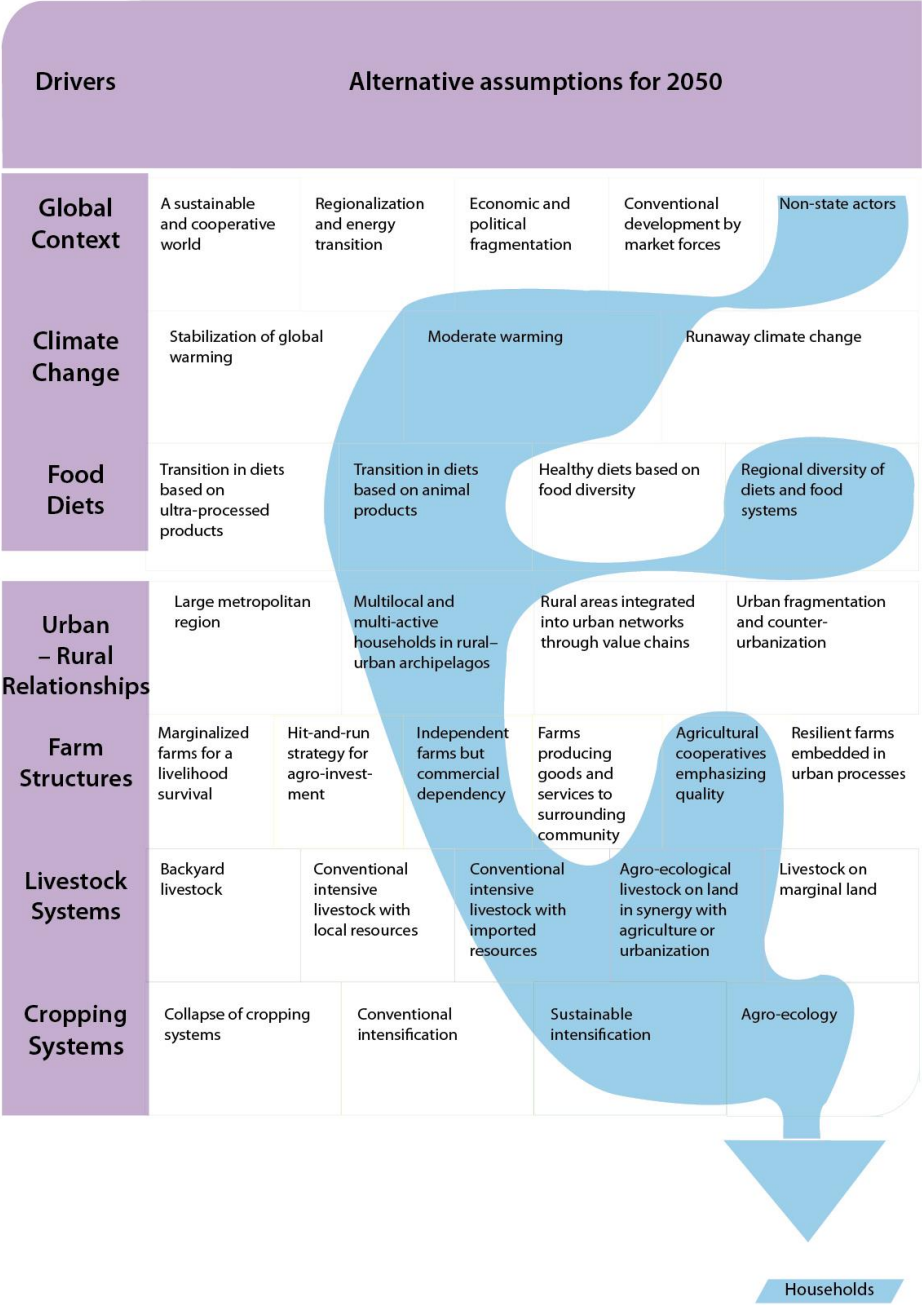 Drivers
Alternative assumptions for 2050
Global
Context
A sustainable
and cooperative
world
Regionalization
and energy
transition
Economic and
political
fragmentation
Conventional
development by
market forces
Non-state actors
Climate
Change
Stabilization of global
warming
Moderate warming
Runaway climate change
Food
Diets
Transition in diets
based on
ultra-processed
products
Transition in diets
based on animal
products
Healthy diets based on
food diversity
Regional diversity of
diets and food
systems
Urban
– Rural
Relationships
Large metropolitan
region
Multilocal and
multi-active
households in rural–
urban archipelagos
Rural areas integrated
into urban networks
through value chains
Urban fragmentation
and counter-
urbanization
Farm
Structures
Marginalized
farms for a
livelihood
survival
Hit-and-run
strategy for
agro-invest-
ment
Independent
farms but
commercial
dependency
Farms
producing
goods and
services to
surrounding
community
Agricultural
cooperatives
emphasizing
quality
Resilient farms
embedded in
urban processes
Livestock
Systems
Backyard
livestock
Conventional
intensive
livestock with
local resources
Conventional
intensive
livestock with
imported
resources
Agro-ecological
livestock on land
in synergy with
agriculture or
urbanization
Livestock on
marginal land
Cropping
Systems
Collapse of cropping
systems
Conventional
intensification
Sustainable
intensification
Agro-ecology
Households